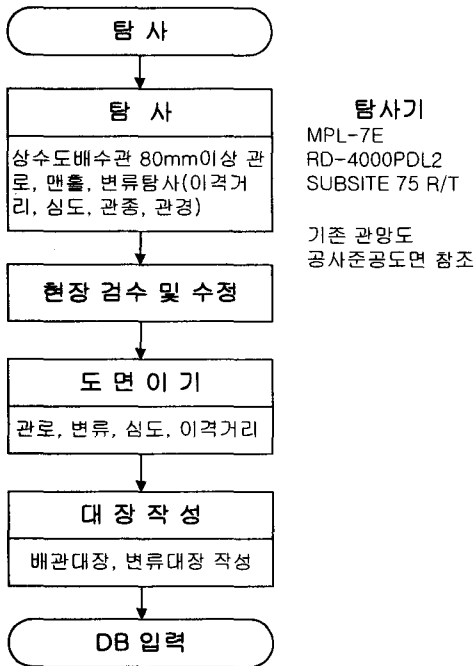 탐 사
탐 사
상수도배수관 80mm이상 관
로, 맨홀, 변류탐사(이격거
리, 심도, 관종, 관경)
탐사기
MPL-7E
RD-4000PDL2
SUBSITE 75 R/T
기존 관망도
공사준공도면 참조
현장 검수 및 수정
도 면 이 기
관로, 변류, 심도, 이격거리
대 장 작 성
배관대장, 변류대장 작성
DB 입력